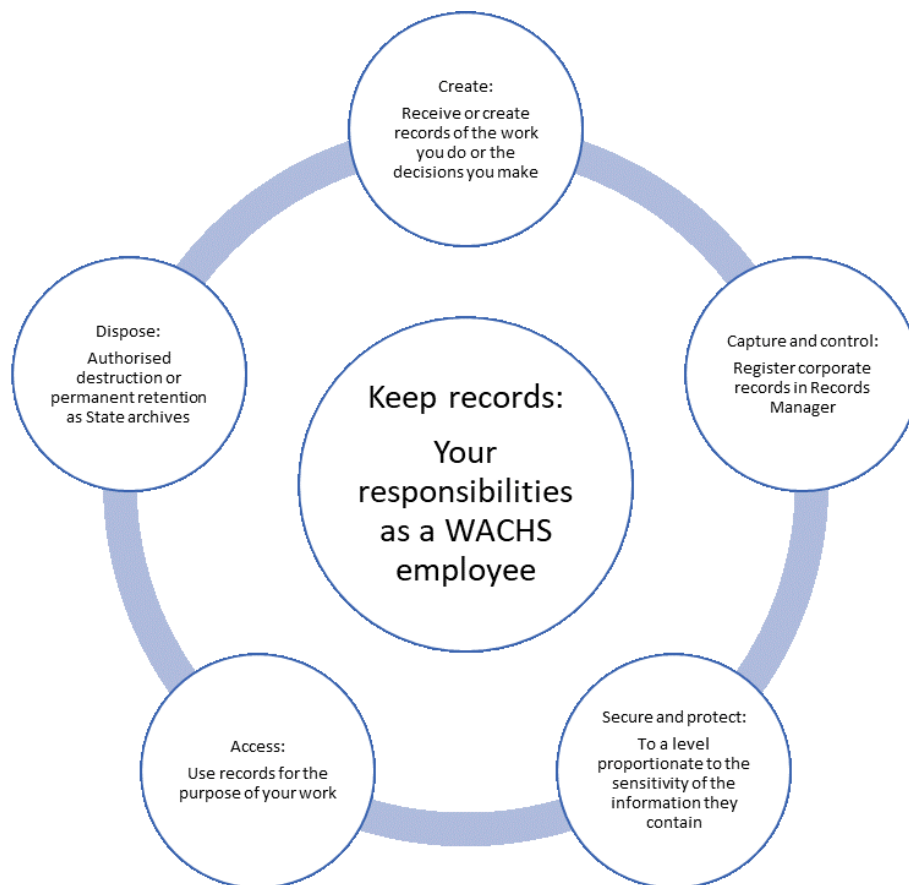 Create:
Receive or create
records of the work
you do or the
decisions you make
Capture and control:
Register corporate
records in Records
Manager
Secure and protect:
To a level
proportionate to the
sensitivity of the
information they
contain
Access:
Use records for the
purpose of your work
Dispose:
Authorised
destruction or
permanent retention
as State archives
Keep records:
Your
responsibilities
as a WACHS
employee